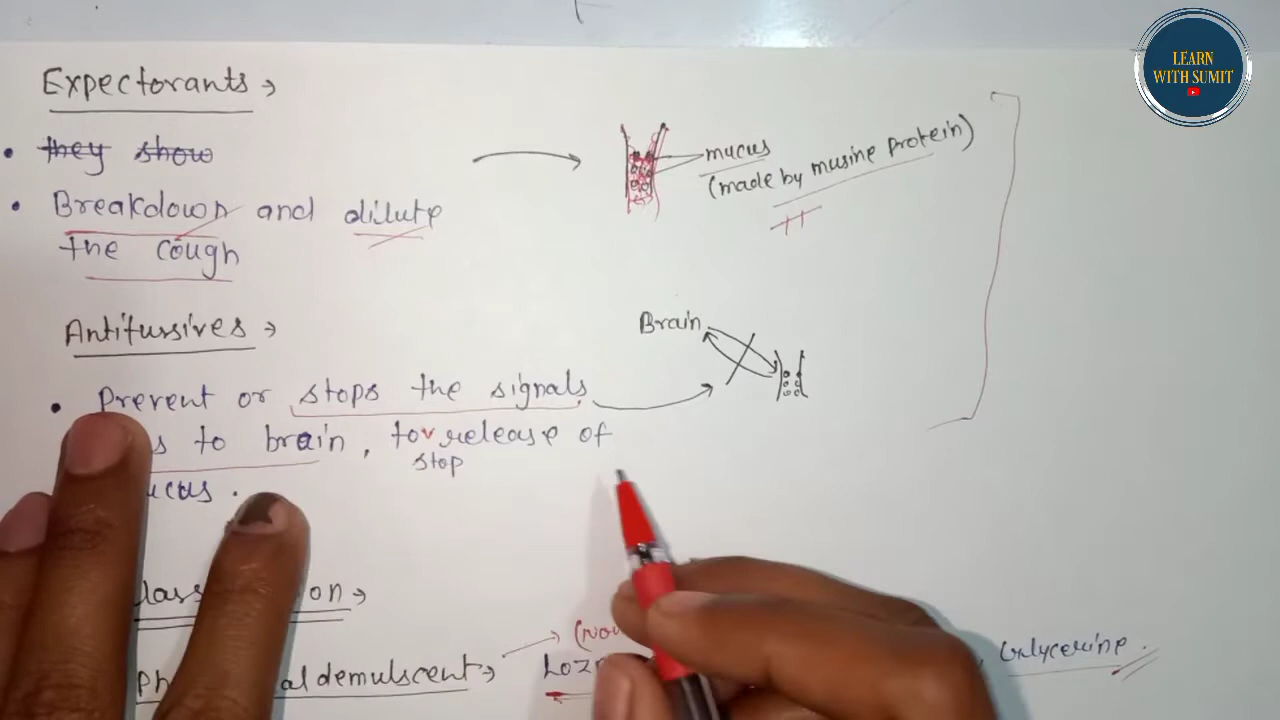 LEARN
WITH SUMIT
Expectorants →
• ~~they show~~
• Breakdown and dilute
the cough
mucus
(made by musine protein)
Antitussives →
• Prevent or stops the signals
to brain, to release of
stop
Brain
demulscent →
Glycerine.